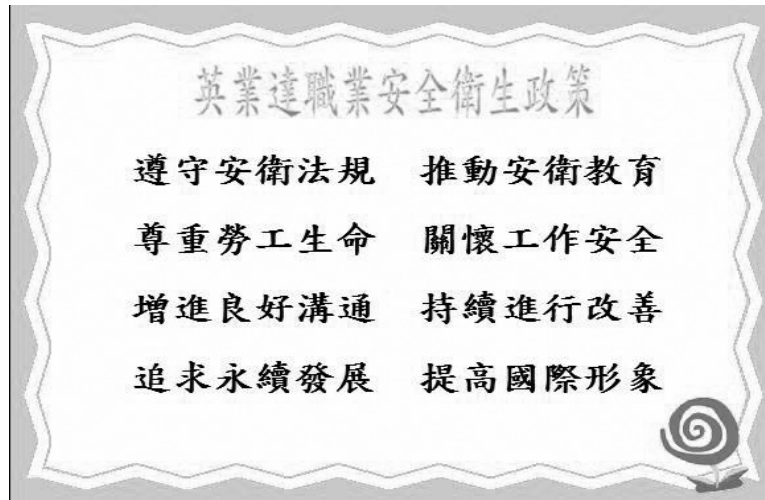 英業達職業安全衛生政策
遵守安衛法規　推動安衛教育
尊重勞工生命　關懷工作安全
增進良好溝通　持續進行改善
追求永續發展　提高國際形象